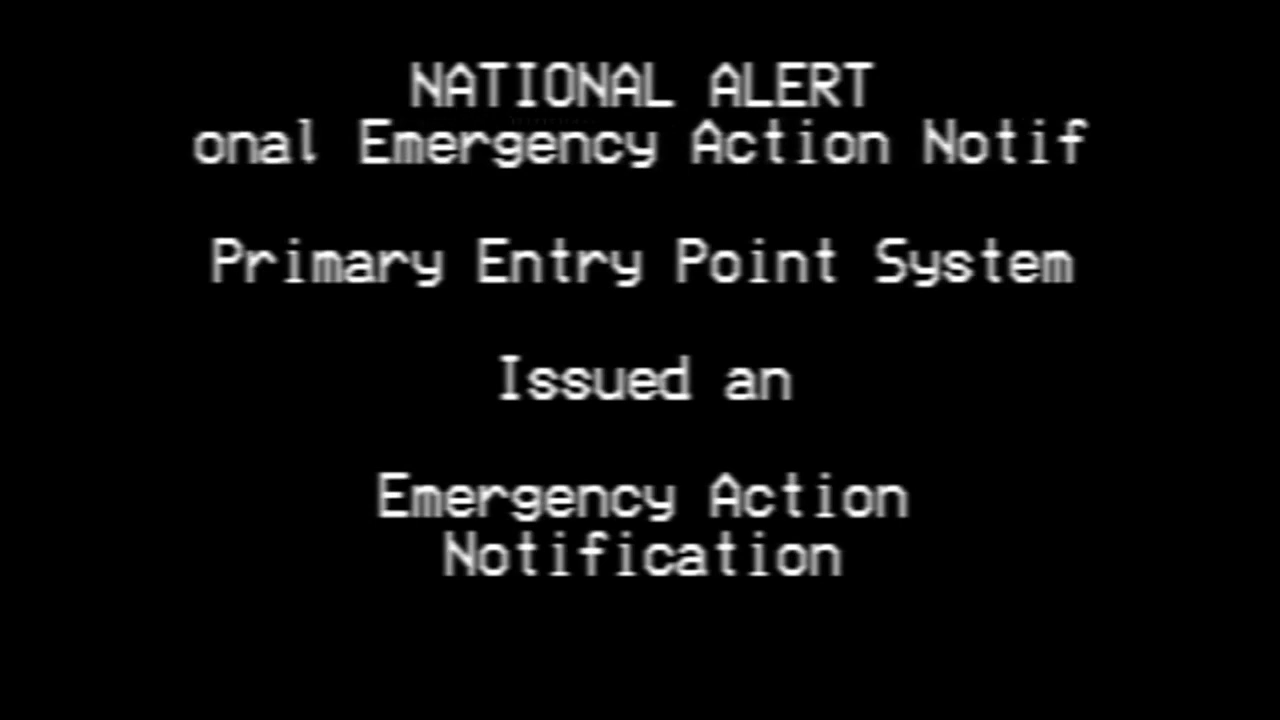 NATIONAL ALERT
onal Emergency Action Notif
Primary Entry Point System
Issued an
Emergency Action
Notification